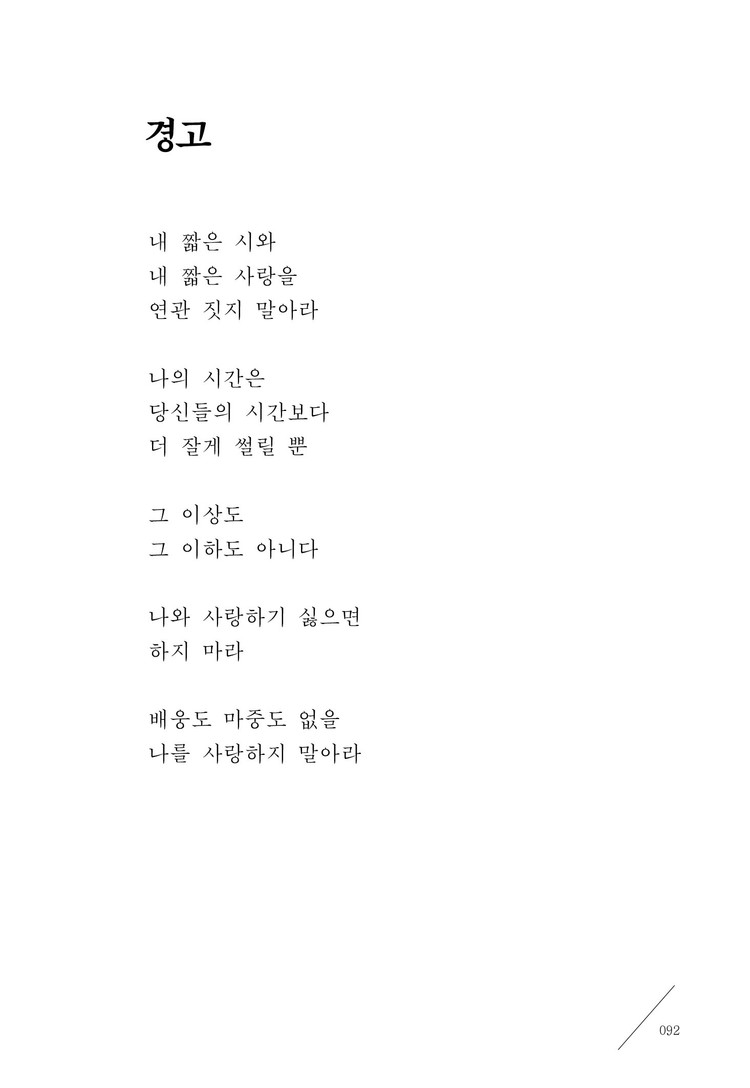 경고
내 짧은 시와
내 짧은 사랑을
연관 짓지 말아라
나의 시간은
당신들의 시간보다
더 잘게 썰릴 뿐
그 이상도
그 이하도 아니다
나와 사랑하기 싫으면
하지 마라
배웅도 마중도 없을
나를 사랑하지 말아라
092